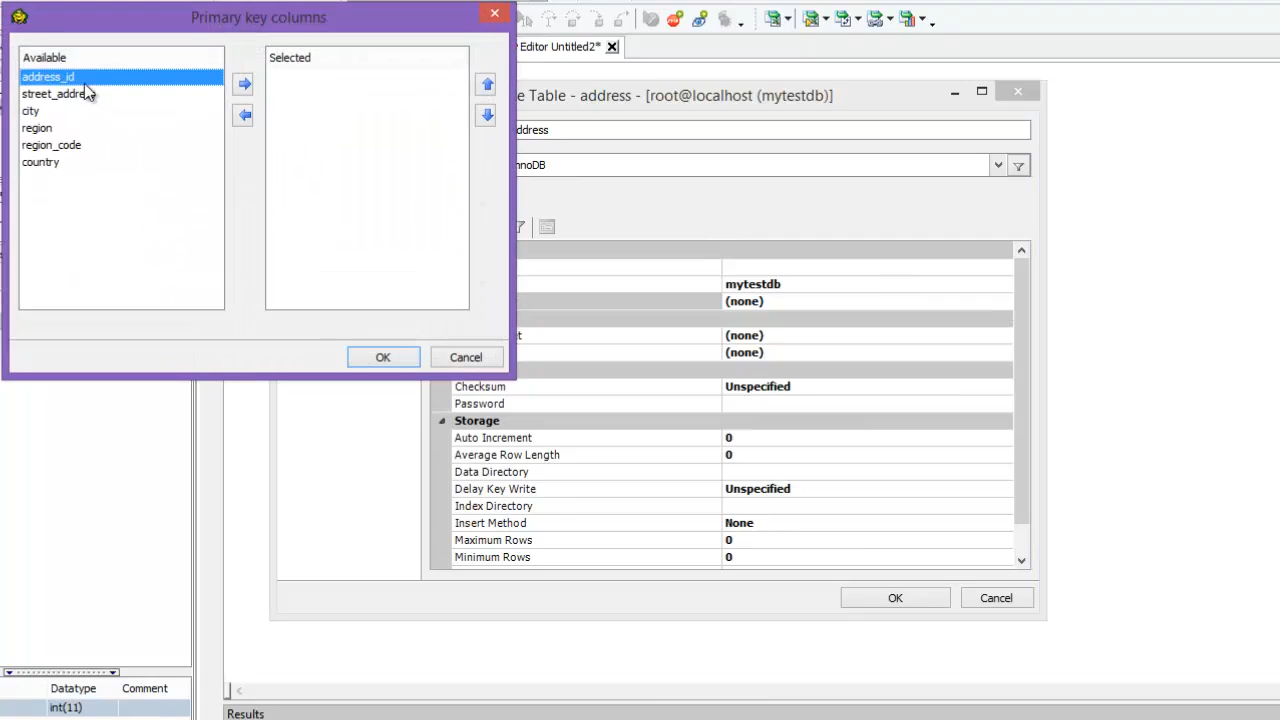 Primary key columns
Available
address_id
street_addre
city
region
region_code
country
Selected
OK
Cancel
Editor Untitled2*
e Table - address - [root@localhost (mytestdb)]
ddress
nnoDB
mytestdb
(none)
t
(none)
(none)
Checksum
Unspecified
Password
Storage
Auto Increment
0
Average Row Length
0
Data Directory
Delay Key Write
Unspecified
Index Directory
Insert Method
None
Maximum Rows
0
Minimum Rows
0
OK
Cancel
Datatype
Comment
int(11)
Results